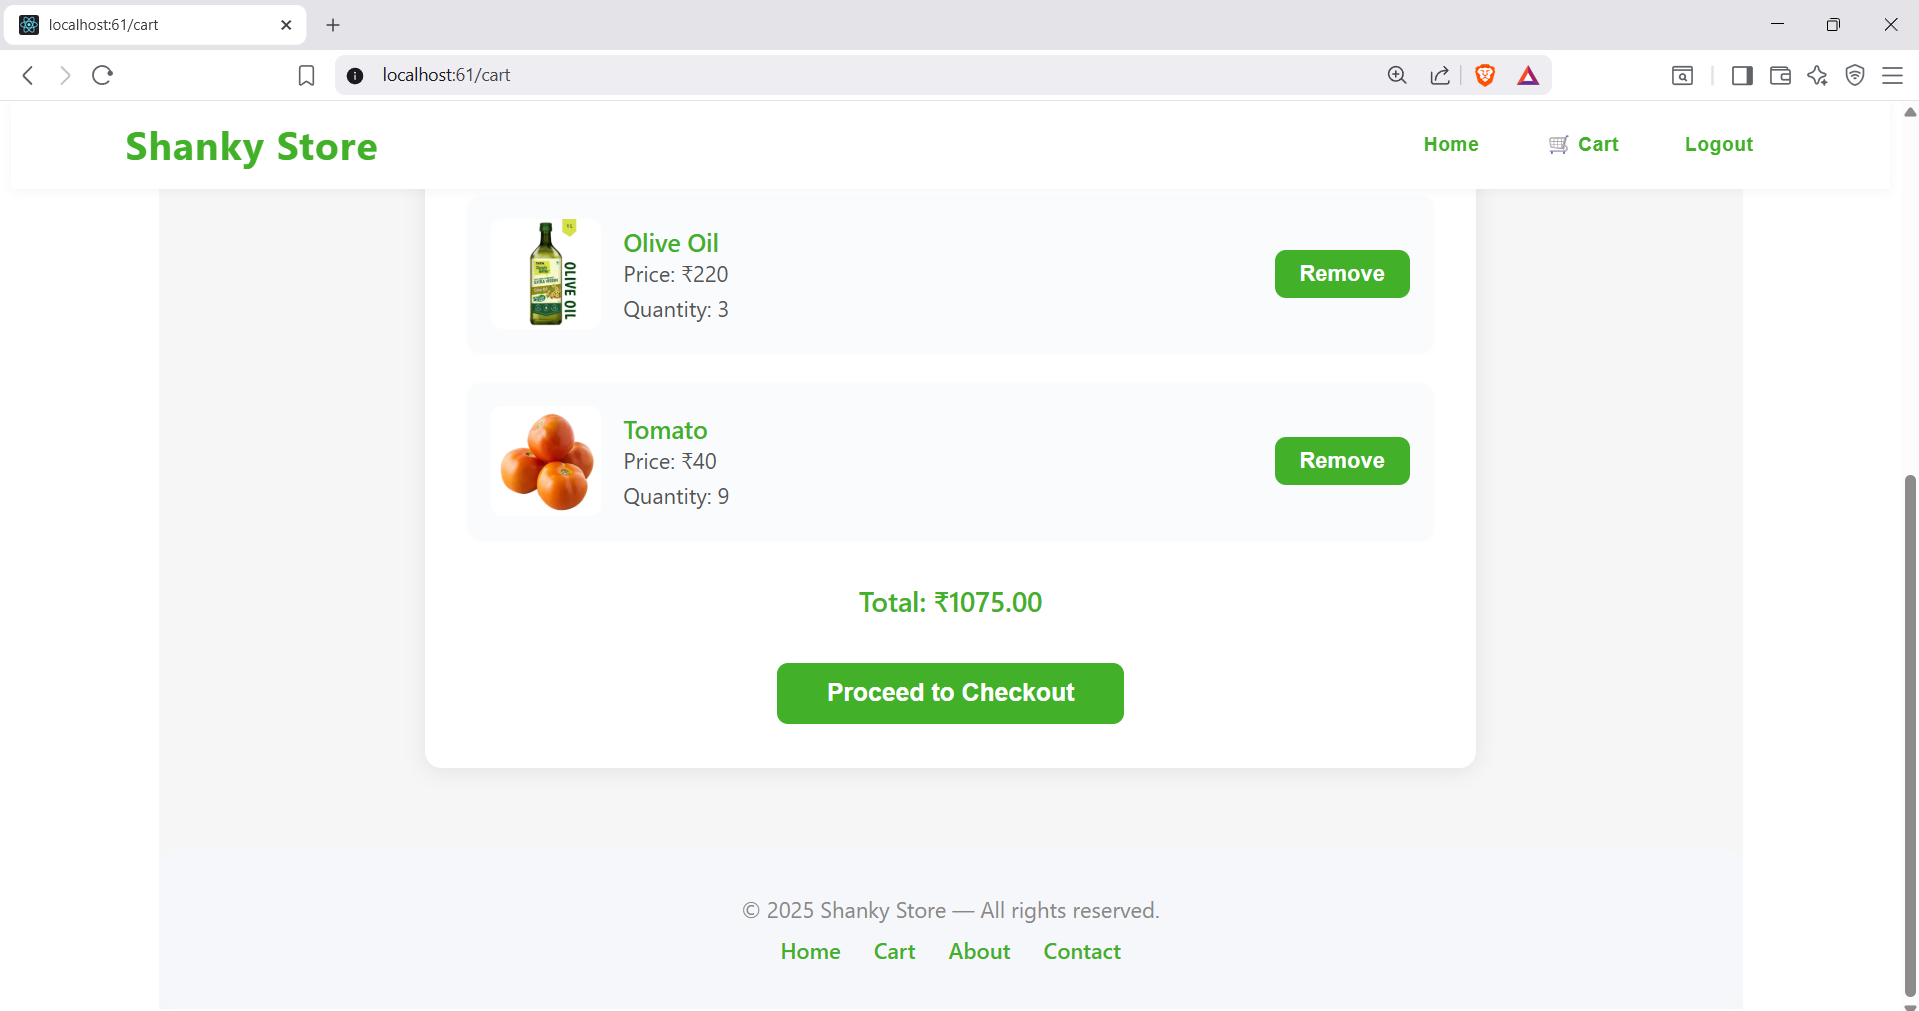 localhost:61/cart
localhost:61/cart
Shanky Store
Home
Cart
Logout
OLIVE OIL
Olive Oil
Price: ₹220
Quantity: 3
Remove
Tomato
Price: ₹40
Quantity: 9
Remove
Total: ₹1075.00
Proceed to Checkout
© 2025 Shanky Store — All rights reserved.
Home Cart About Contact